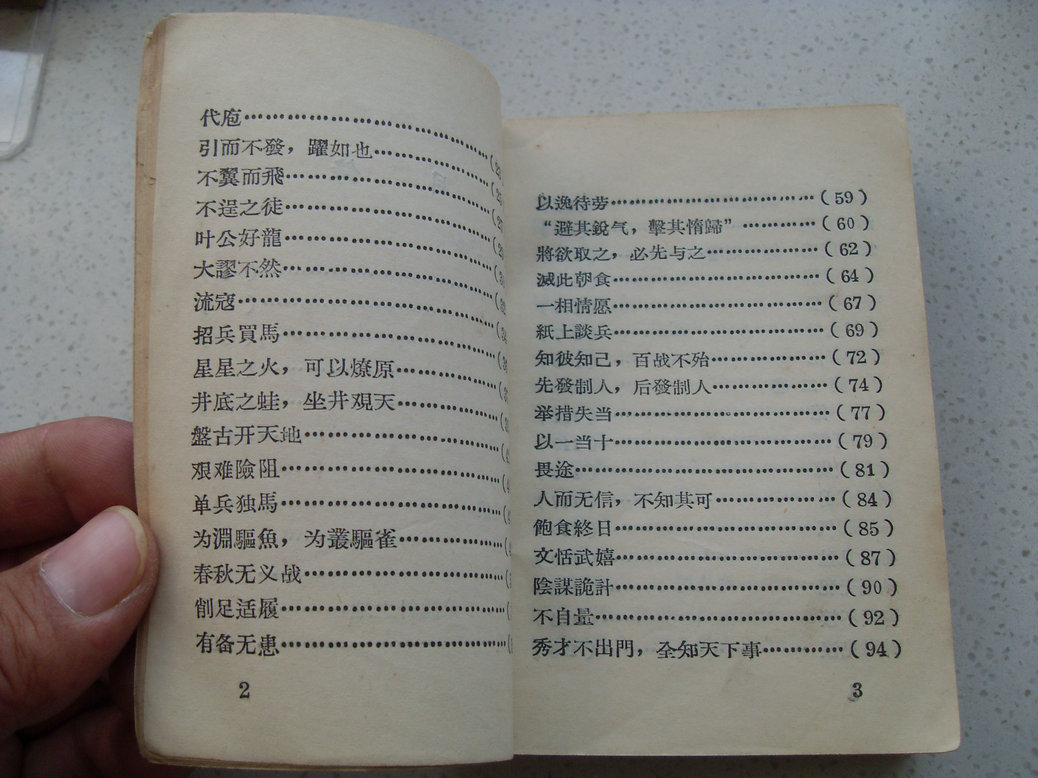 代庖……………………………
引而不發，躍如也……………
不翼而飛………………………
不逞之徒………………………
叶公好龍………………………
大謬不然………………………
流寇……………………………
招兵買馬………………………
星星之火，可以燎原…………
井底之蛙，坐井观天…………
盤古开天地……………………
艰难險阻………………………
单兵独馬………………………
为淵驅魚，为叢驅雀…………
春秋无义战……………………
削足适履………………………
有备无患………………………
2
以逸待劳………………………(59)
“避其銳气，擊其惰歸”………(60)
將欲取之，必先与之…………(62)
滅此朝食………………………(64)
一相情愿………………………(67)
紙上談兵………………………(69)
知彼知己，百战不殆…………(72)
先發制人，后發制人…………(74)
举措失当………………………(77)
以一当十………………………(79)
畏途……………………………(81)
人而无信，不知其可…………(84)
飽食終日………………………(85)
文恬武嬉………………………(87)
陰謀詭計………………………(90)
不自量…………………………(92)
秀才不出門，全知天下事……(94)
3